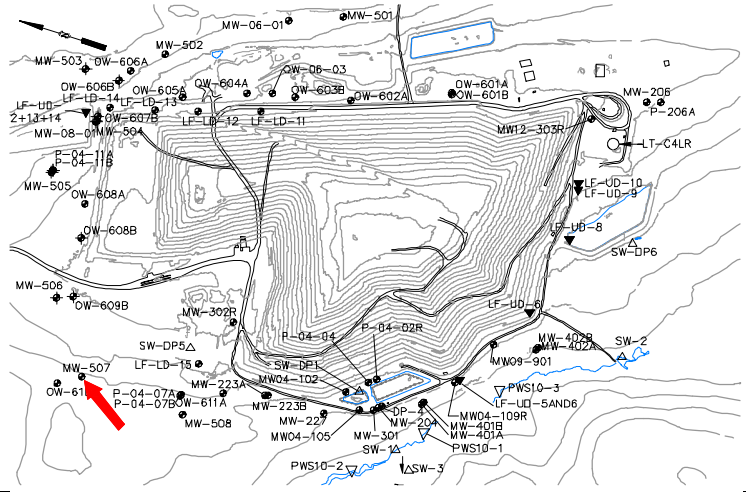 MW-501
MW-06-01
MW-502
MW-503
OW-606A
OW-606B
OW-605A
OW-604A
OW-06-03
OW-603B
OW-602A
OW-601A
OW-601B
MW-206
P-206A
LF-UD-
2+13+14
LF-LD-14
LF-LD-13
LF-LD-12
LF-LD-11
OW-607B
MW-08-01
MW-504
MW12-303R
LT-C4LR
P-04-11A
P-04-11B
MW-505
OW-608A
LF-UD-10
LF-UD-9
OW-608B
LF-UD-8
SW-DP6
MW-506
OW-609B
MW-302R
LF-UD-6
P-04-04
P-04-02R
SW-DP5
MW-402B
MW-402A
SW-2
LF-LD-15
SW-DP1
MW09-901
MW-507
MW04-102
MW-223A
PWS10-3
P-04-07A
P-04-07B
OW-611A
MW-223B
LF-UD-5AND6
DP-4
MW04-109R
MW-508
MW-227
MW-204
MW-401B
MW-401A
MW04-105
MW-301
SW-1
PWS10-1
PWS10-2
SW-3